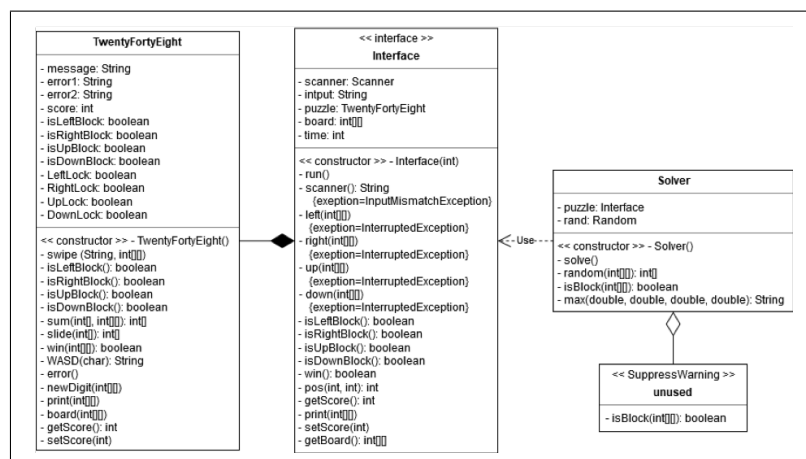 TwentyFortyEight
- message: String
- error1: String
- error2: String
- score: int
- isLeftBlock: boolean
- isRightBlock: boolean
- isUpBlock: boolean
- isDownBlock: boolean
- LeftLock: boolean
- RightLock: boolean
- UpLock: boolean
- DownLock: boolean
<< constructor >> - TwentyFortyEight()
- swipe (String, int[][])
- isLeftBlock(): boolean
- isRightBlock(): boolean
- isUpBlock(): boolean
- isDownBlock(): boolean
- sum(int[], int[][]): int[]
- slide(int[]): int[]
- win(int[][]): boolean
- WASD(char): String
- error()
- newDigit(int[][])
- print(int[][])
- board(int[][])
- getScore(): int
- setScore(int)
<< interface >>
Interface
- scanner: Scanner
- intput: String
- puzzle: TwentyFortyEight
- board: int[][]
- time: int
<< constructor >> - Interface(int)
- run()
- scanner(): String
{exeption=InputMismatchException}
- left(int[][])
{exeption=InterruptedException}
- right(int[][])
{exeption=InterruptedException}
- up(int[][])
{exeption=InterruptedException}
- down(int[][])
{exeption=InterruptedException}
- isLeftBlock(): boolean
- isRightBlock(): boolean
- isUpBlock(): boolean
- isDownBlock(): boolean
- win(): boolean
- pos(int, int): int
- getScore(): int
- print(int[][])
- setScore(int)
- getBoard(): int[][]
Use
Solver
- puzzle: Interface
- rand: Random
<< constructor >> - Solver()
- solve()
- random(int[][]): int[]
- isBlock(int[][]): boolean
- max(double, double, double, double): String
<< SuppressWarning >>
unused
- isBlock(int[][]): boolean